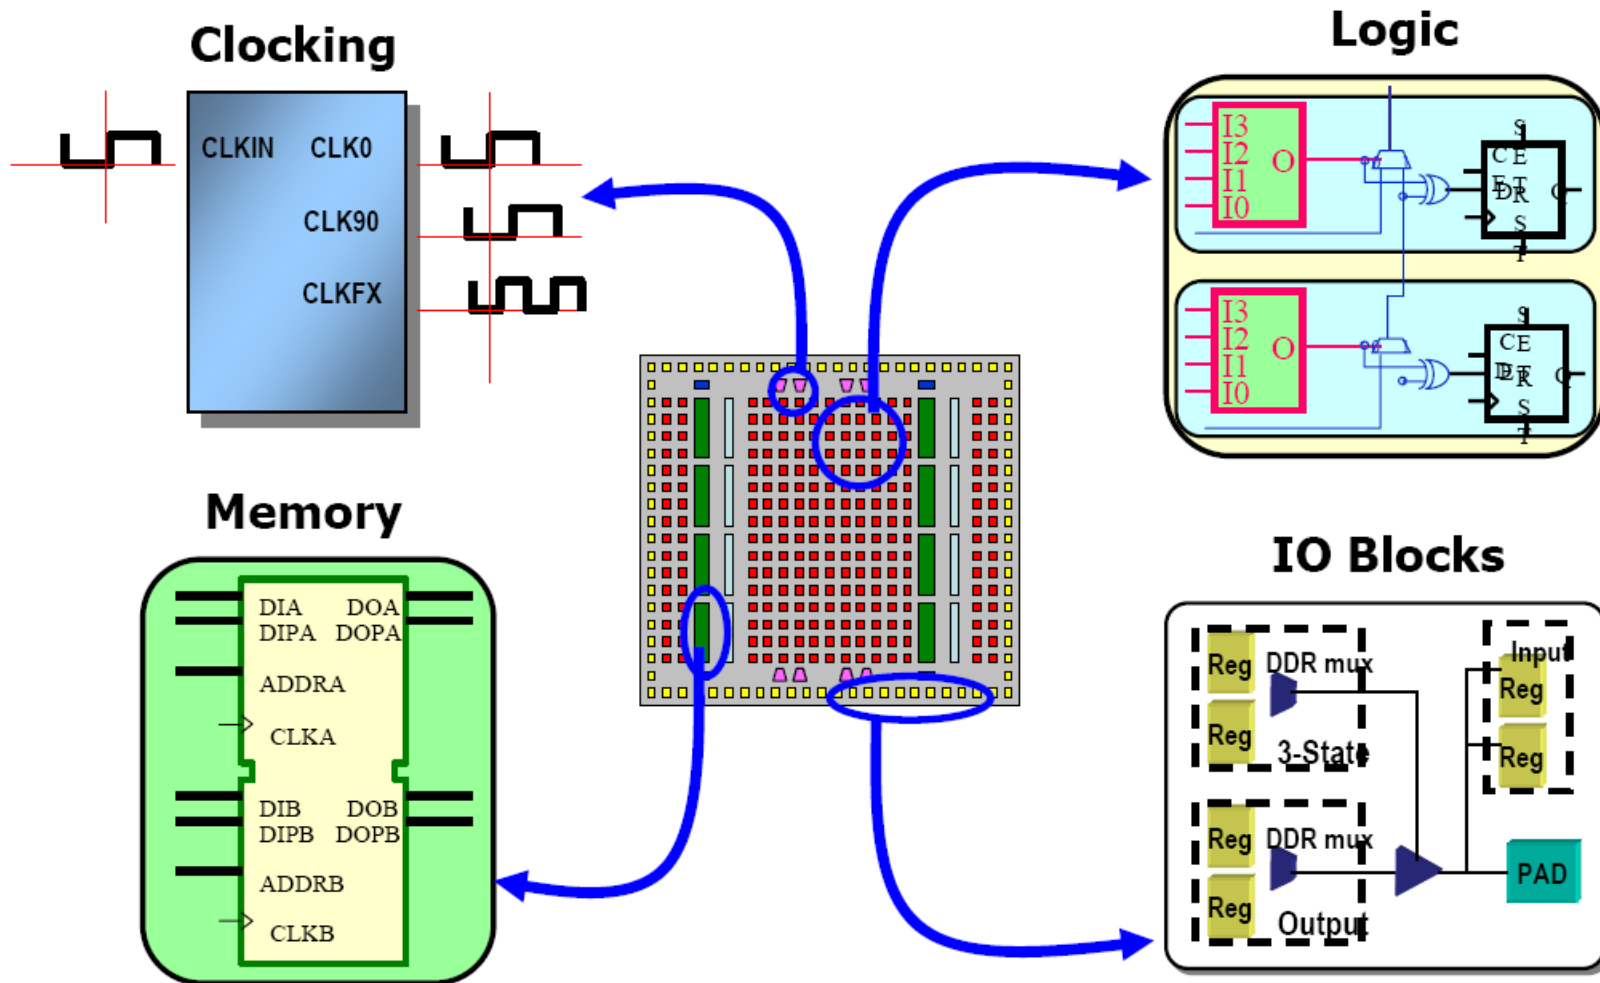 Clocking
CLKIN CLK0
CLK90
CLKFX
Logic
I3
I2
I1
I0
O
S
E
T
CE
D
Q
R
S
T
I3
I2
I1
I0
O
S
E
T
CE
D
Q
R
S
T
Memory
DIA DOA
DIPA DOPA
ADDRA
CLKA
DIB DOB
DIPB DOPB
ADDRB
CLKB
IO Blocks
Reg DDR mux
Reg
3-State
Input
Reg
Reg
Reg DDR mux
Reg
Output
PAD